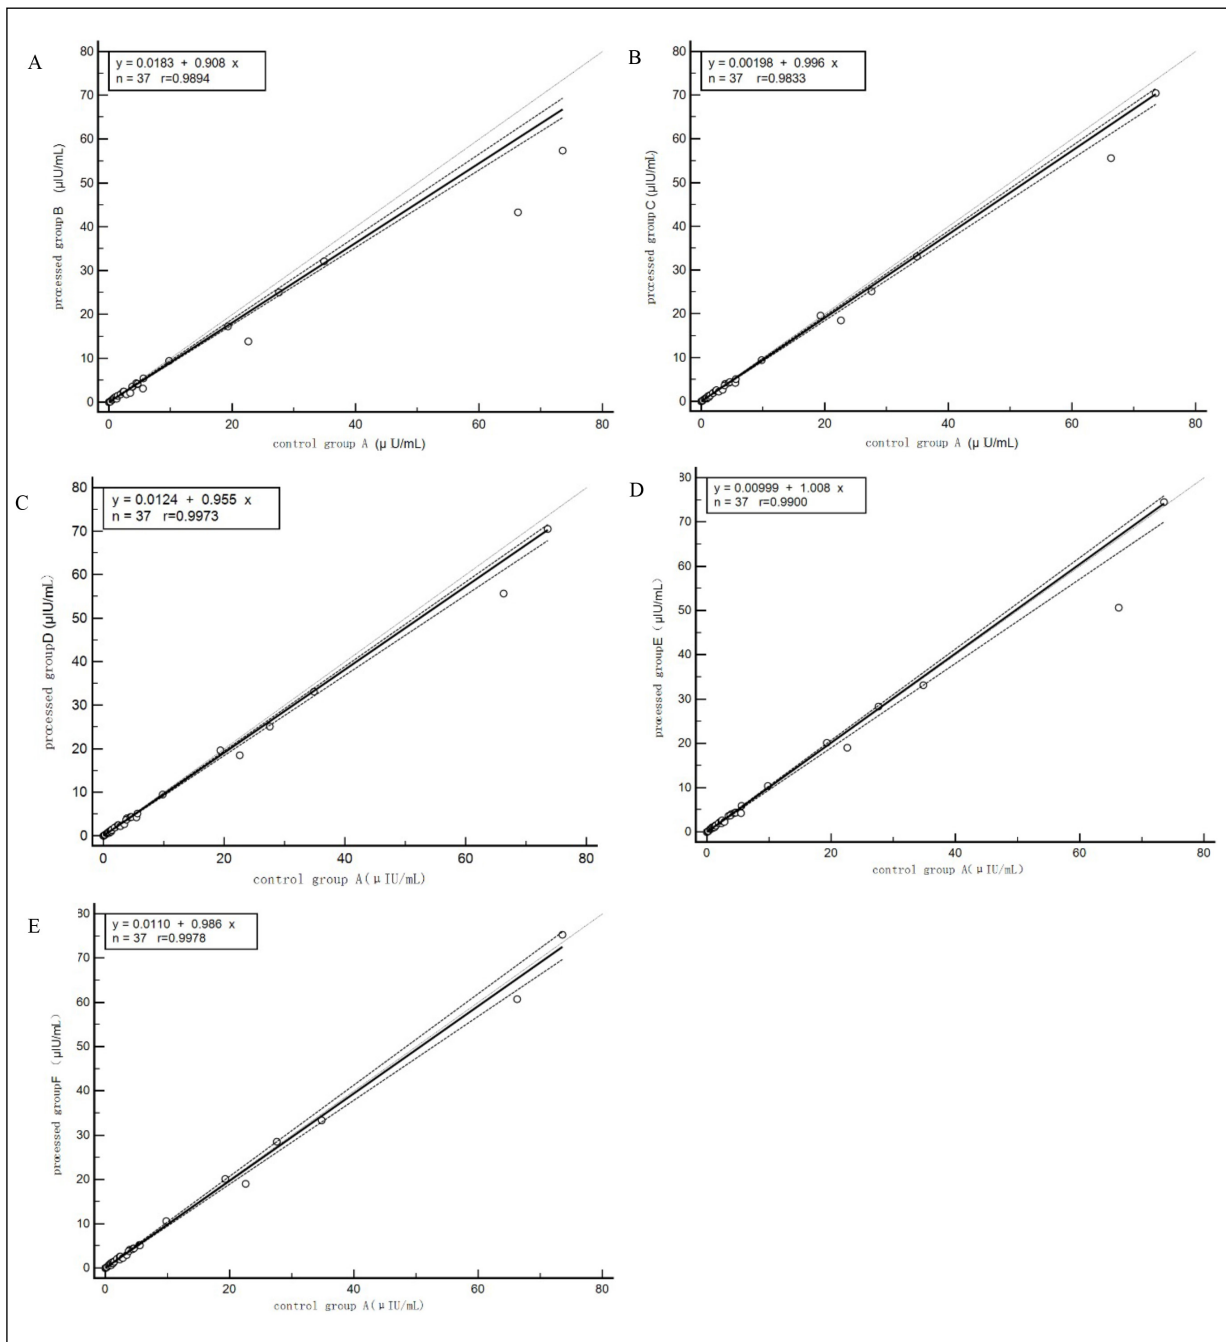 A
80
70
60
50
40
30
20
10
0
y = 0.0183 + 0.908 x
n = 37 r=0.9894
processed group B (μIU/mL)
0 20 40 60 80
control group A (μ U/mL)
B
80
70
60
50
40
30
20
10
0
y = 0.00198 + 0.996 x
n = 37 r=0.9833
processed group C (μIU/mL)
0 20 40 60 80
control group A (μ U/mL)
C
80
70
60
50
40
30
20
10
0
y = 0.0124 + 0.955 x
n = 37 r=0.9973
processed groupD (μIU/mL)
0 20 40 60 80
control group A(μIU/mL)
D
80
70
60
50
40
30
20
10
0
y = 0.00999 + 1.008 x
n = 37 r=0.9900
processed groupE (μIU/mL)
0 20 40 60 80
control group A(μIU/mL)
E
80
70
60
50
40
30
20
10
0
y = 0.0110 + 0.986 x
n = 37 r=0.9978
processed groupF (μIU/mL)
0 20 40 60 80
control group A(μIU/mL)